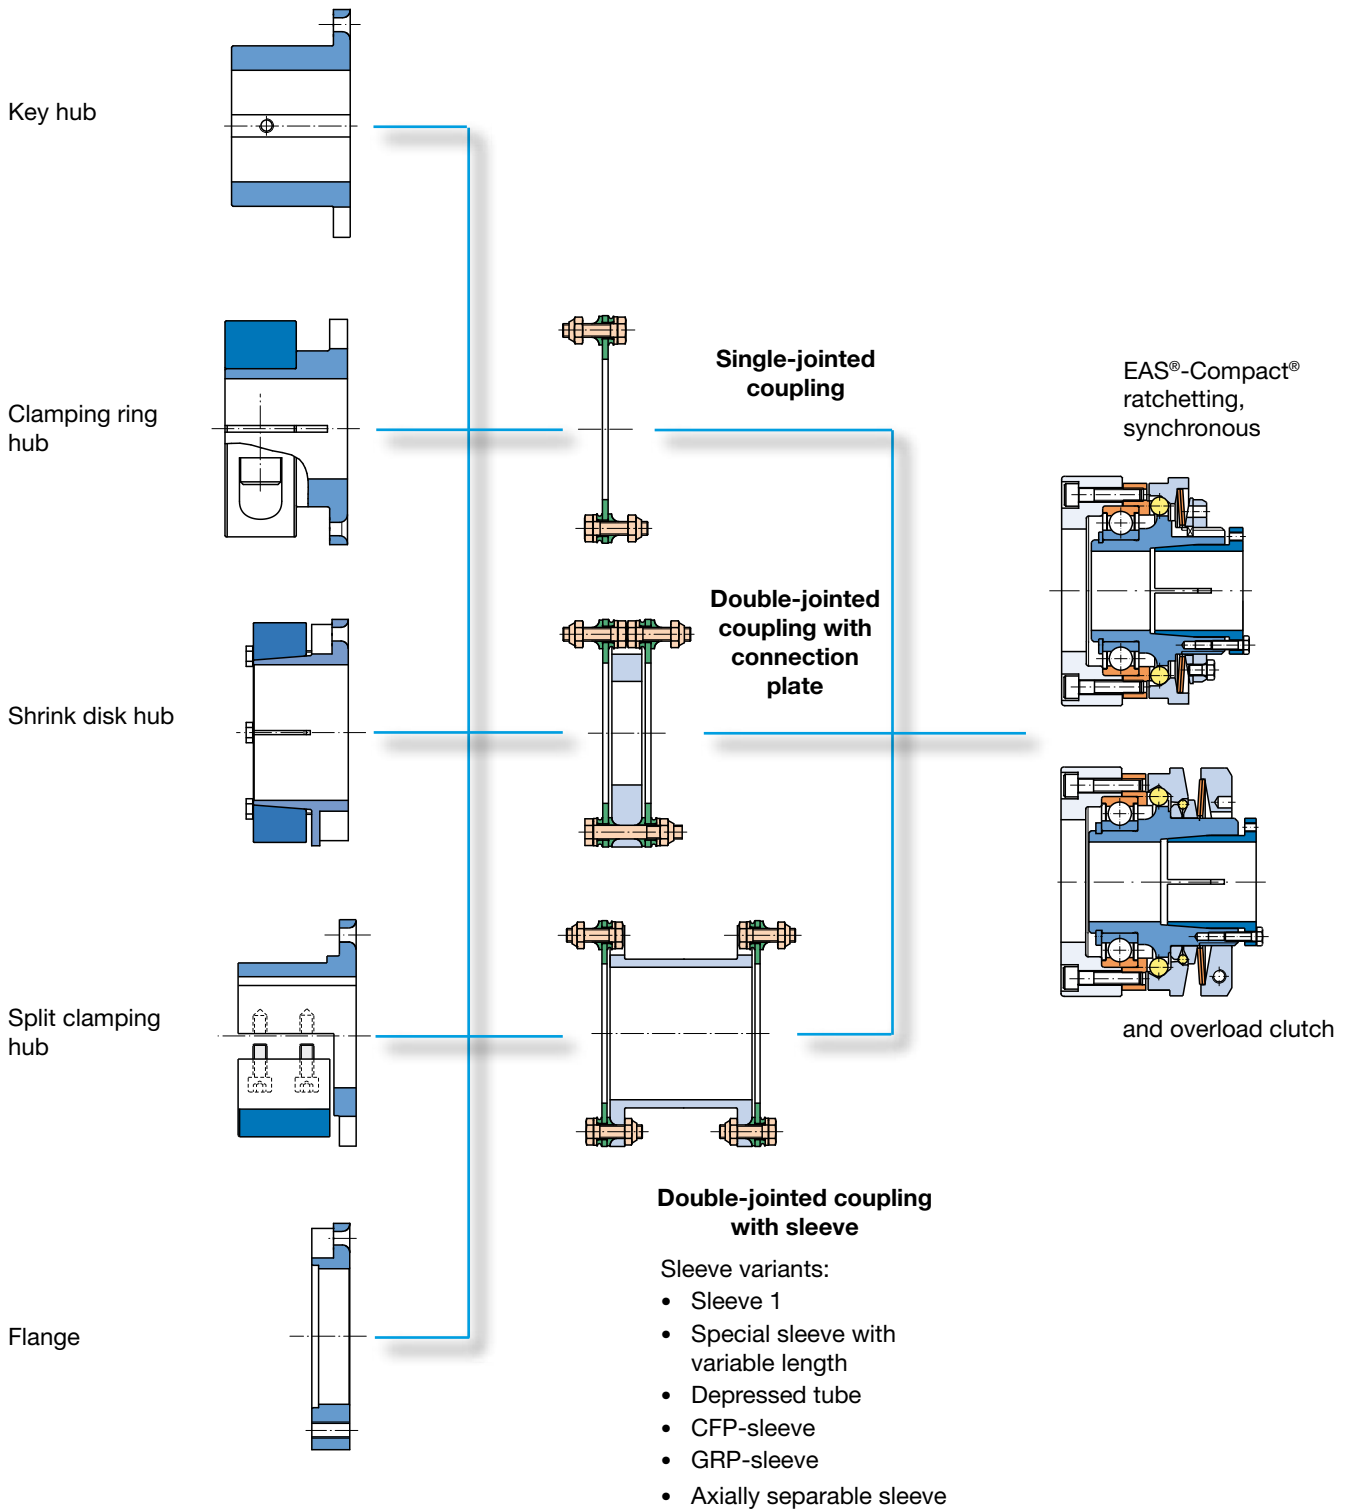 Key hub
Clamping ring
hub
Shrink disk hub
Split clamping
hub
Flange
Single-jointed
coupling
Double-jointed
coupling with
connection
plate
Double-jointed coupling
with sleeve
Sleeve variants:
• Sleeve 1
• Special sleeve with
variable length
• Depressed tube
• CFP-sleeve
• GRP-sleeve
• Axially separable sleeve
EAS®-Compact®
ratchetting,
synchronous
and overload clutch